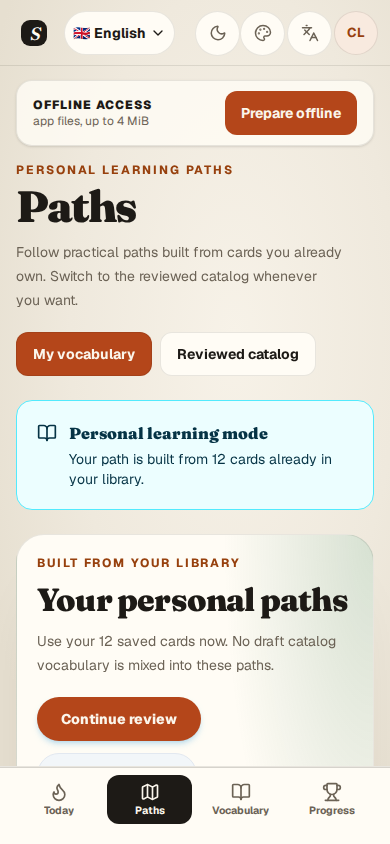 S
🇬🇧 English
CL
OFFLINE ACCESS
app files, up to 4 MiB
Prepare offline
PERSONAL LEARNING PATHS
Paths
Follow practical paths built from cards you already
own. Switch to the reviewed catalog whenever
you want.
My vocabulary
Reviewed catalog
Personal learning mode
Your path is built from 12 cards already in
your library.
BUILT FROM YOUR LIBRARY
Your personal paths
Use your 12 saved cards now. No draft catalog
vocabulary is mixed into these paths.
Continue review
Today
Paths
Vocabulary
Progress